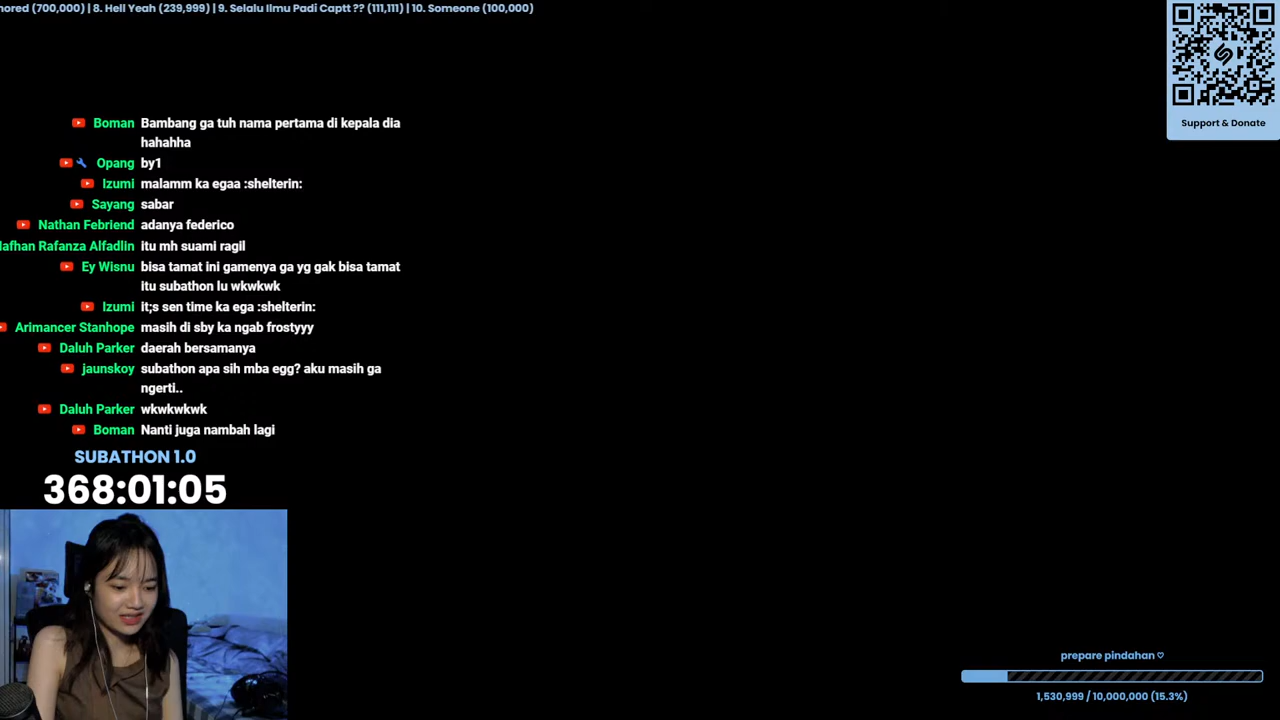 nored (700,000) | 8. Hell Yeah (239,999) | 9. Selalu Ilmu Padi Captt ?? (111,111) | 10. Someone (100,000)
Support & Donate
Boman Bambang ga tuh nama pertama di kepala dia
hahahha
Opang by1
Izumi malamm ka egaa :shelterin:
Sayang sabar
Nathan Febriend adanya federico
lafhan Rafanza Alfadlin itu mh suami ragil
Ey Wisnu bisa tamat ini gamenya ga yg gak bisa tamat
itu subathon lu wkwkwk
Izumi it;s sen time ka ega :shelterin:
Arimancer Stanhope masih di sby ka ngab frostyyy
Daluh Parker daerah bersamanya
jaunskoy subathon apa sih mba egg? aku masih ga
ngerti..
Daluh Parker wkwkwkwk
Boman Nanti juga nambah lagi
SUBATHON 1.0
368:01:05
prepare pindahan ♡
1,530,999 / 10,000,000 (15.3%)